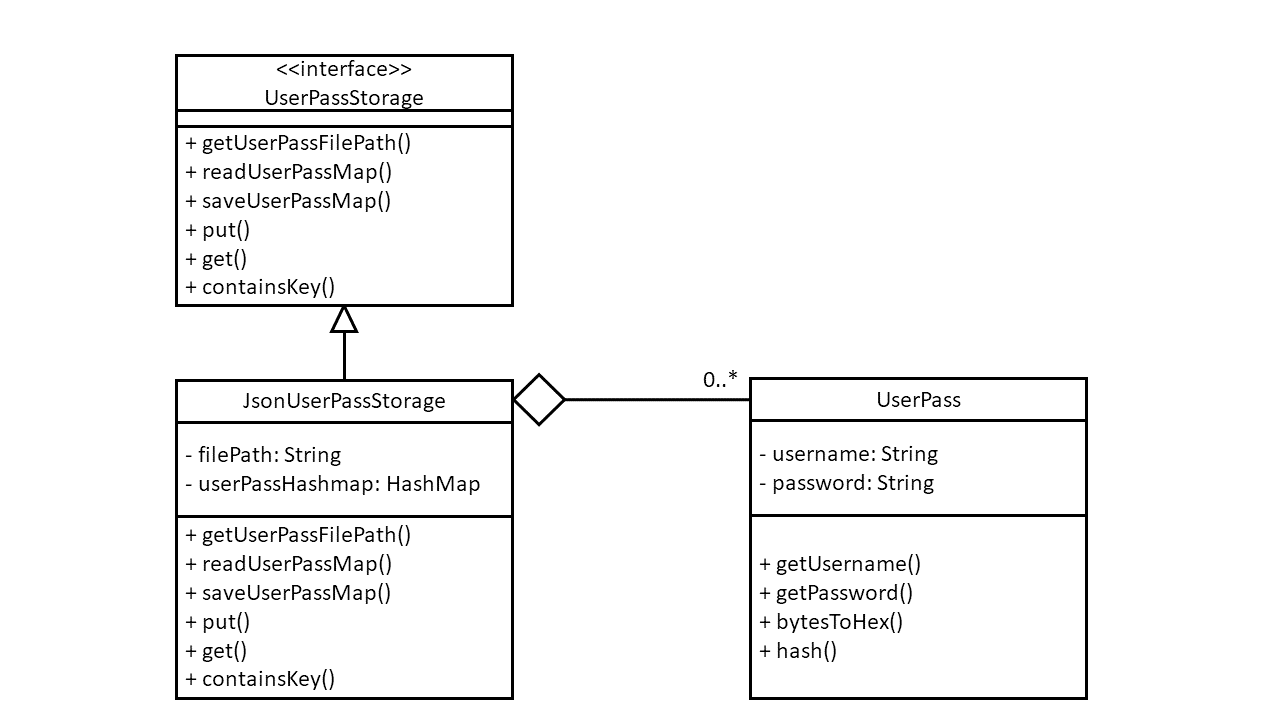 <<interface>>
UserPassStorage
+ getUserPassFilePath()
+ readUserPassMap()
+ saveUserPassMap()
+ put()
+ get()
+ containsKey()
JsonUserPassStorage
- filePath: String
- userPassHashmap: HashMap
+ getUserPassFilePath()
+ readUserPassMap()
+ saveUserPassMap()
+ put()
+ get()
+ containsKey()
0..*
UserPass
- username: String
- password: String
+ getUsername()
+ getPassword()
+ bytesToHex()
+ hash()